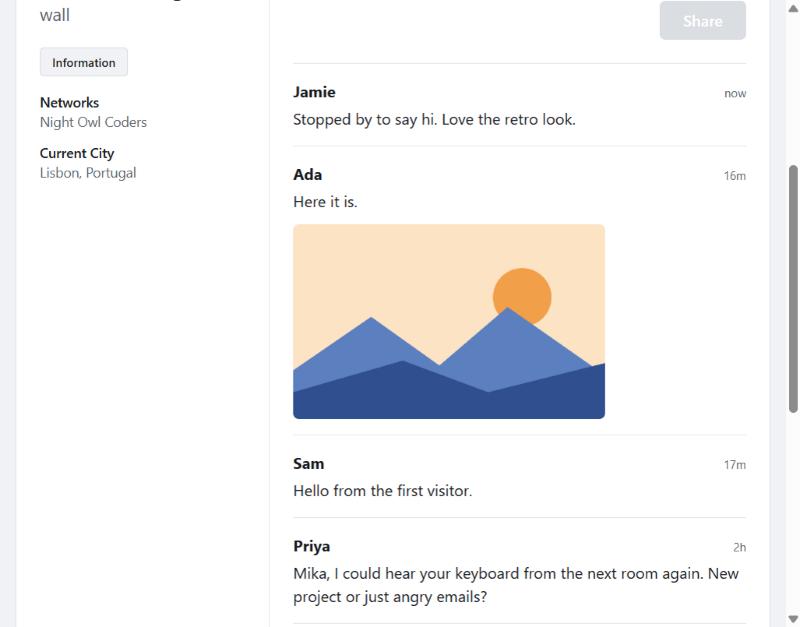 wall
Information
Networks
Night Owl Coders
Current City
Lisbon, Portugal
Share
Jamie
now
Stopped by to say hi. Love the retro look.
Ada
16m
Here it is.
Sam
17m
Hello from the first visitor.
Priya
2h
Mika, I could hear your keyboard from the next room again. New
project or just angry emails?